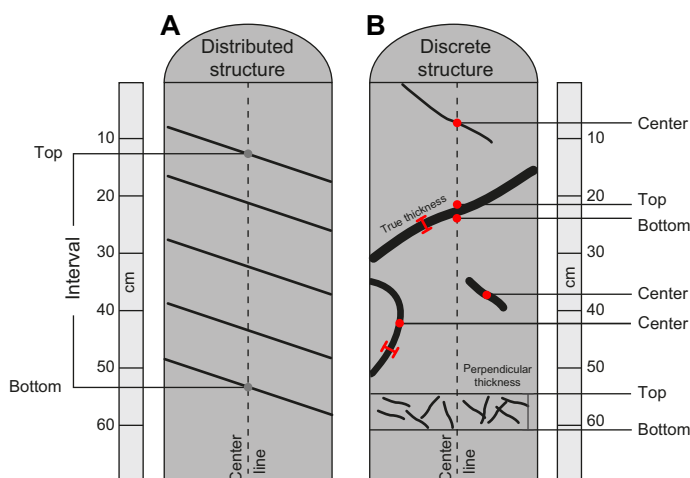 A
Distributed
structure
10
20
30
40
50
60
cm
Top
Interval
Bottom
Center
line
B
Discrete
structure
True thickness
Perpendicular
thickness
Center
line
10
20
30
40
50
60
cm
Center
Top
Bottom
Center
Center
Top
Bottom